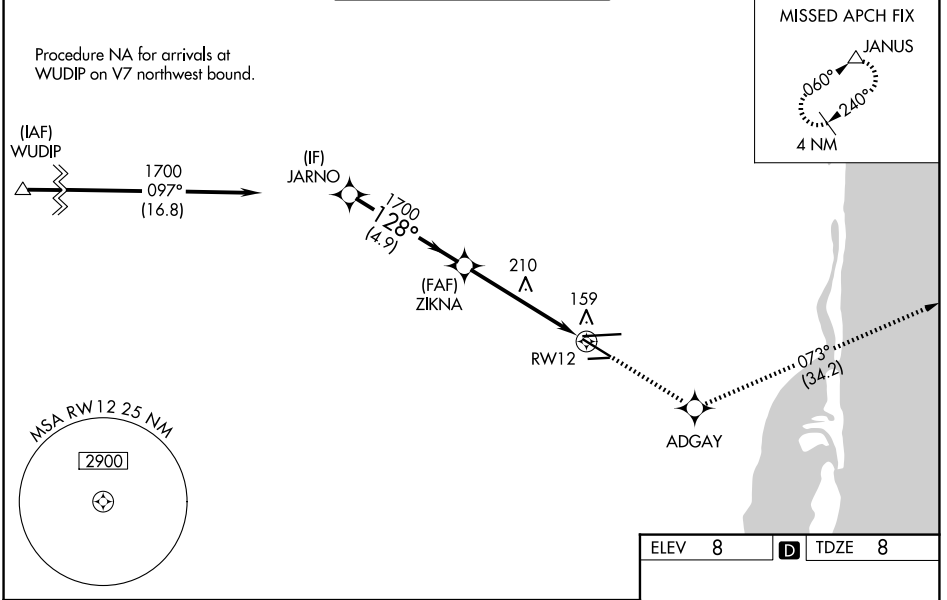 Procedure NA for arrivals at
WUDIP on V7 northwest bound.
MISSED APCH FIX
JANUS
060°
240°
4 NM
(IAF)
WUDIP
1700
097°
(16.8)
(IF)
JARNO
1700
128°
(4.9)
(FAF)
ZIKNA
210
159
RW12
073°
(34.2)
ADGAY
MSA RW12 25 NM
2900
ELEV 8 D TDZE 8